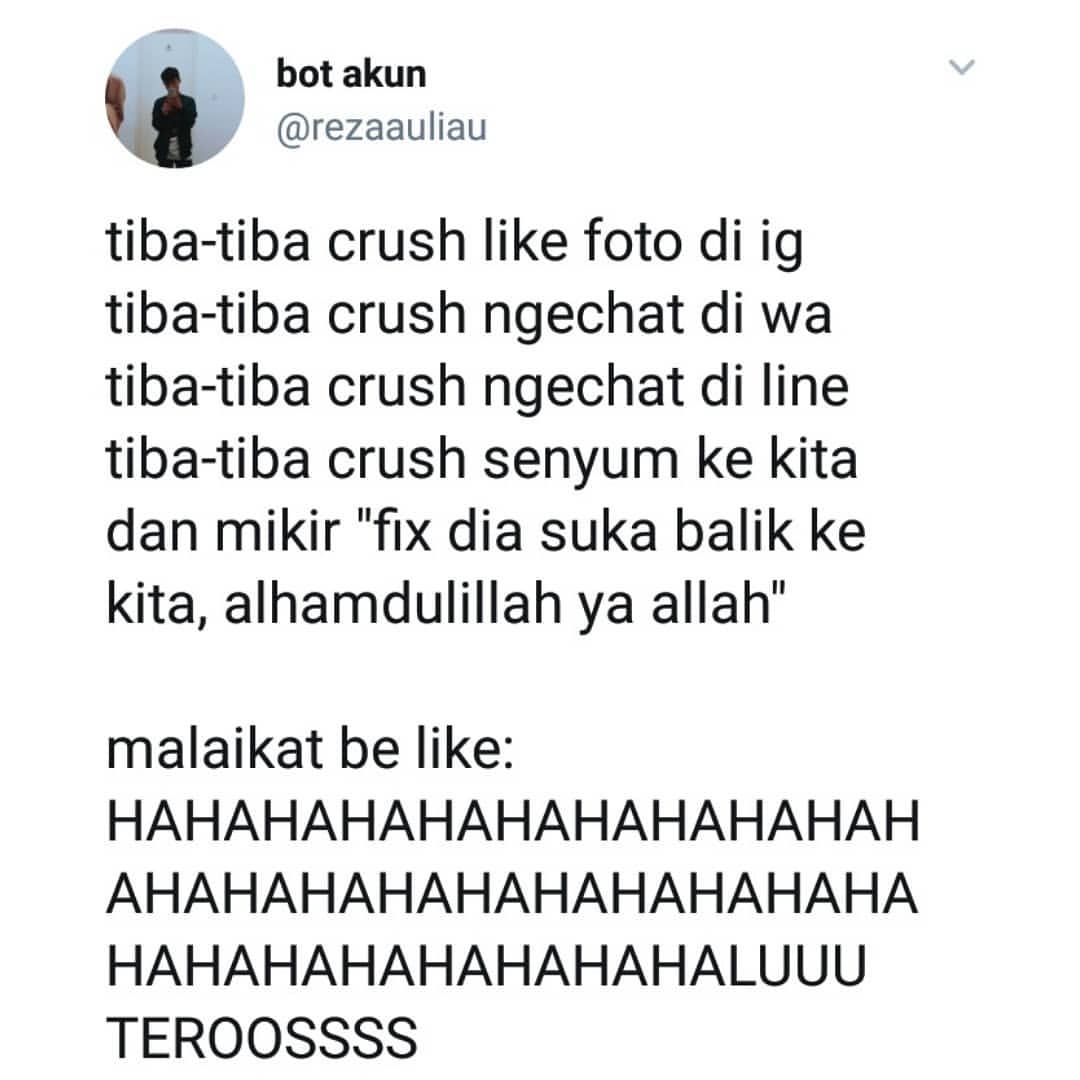 bot akun
@rezaauliau
tiba-tiba crush like foto di ig
tiba-tiba crush ngechat di wa
tiba-tiba crush ngechat di line
tiba-tiba crush senyum ke kita
dan mikir "fix dia suka balik ke
kita, alhamdulillah ya allah"
malaikat be like:
HAHAHAHAHAHAHAHAHAHAHAH
AHAHAHAHAHAHAHAHAHAHAHA
HAHAHAHAHAHAHAHAHALUUU
TEROOSSSS